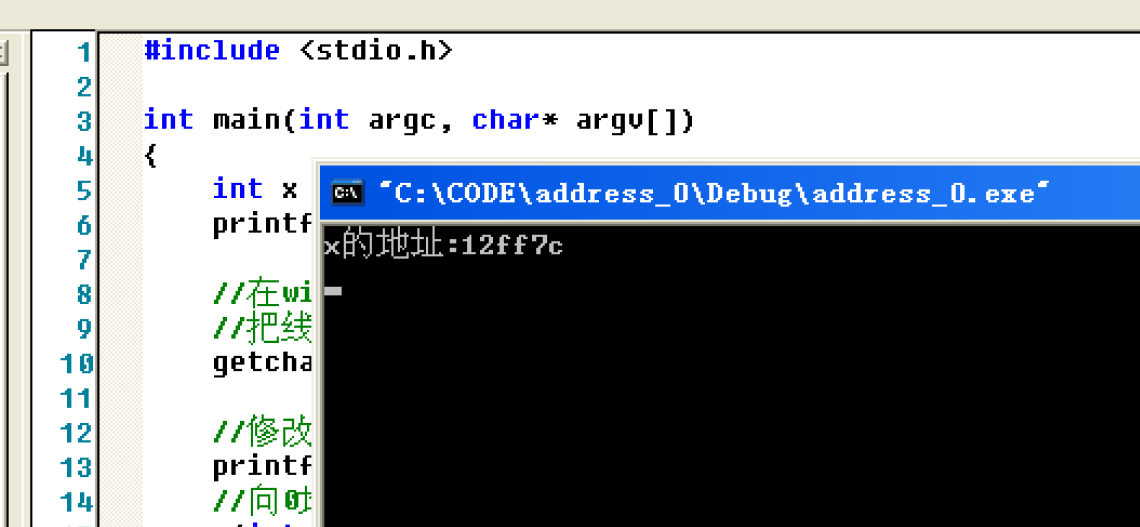 1 #include <stdio.h>
2
3 int main(int argc, char* argv[])
4 {
5 int x
6 printf
7
8 //在wi
9 //把线
10 getcha
11
12 //修改
13 printf
14 //向0
"C:\CODE\address_0\Debug\address_0.exe"
x的地址:12ff7c